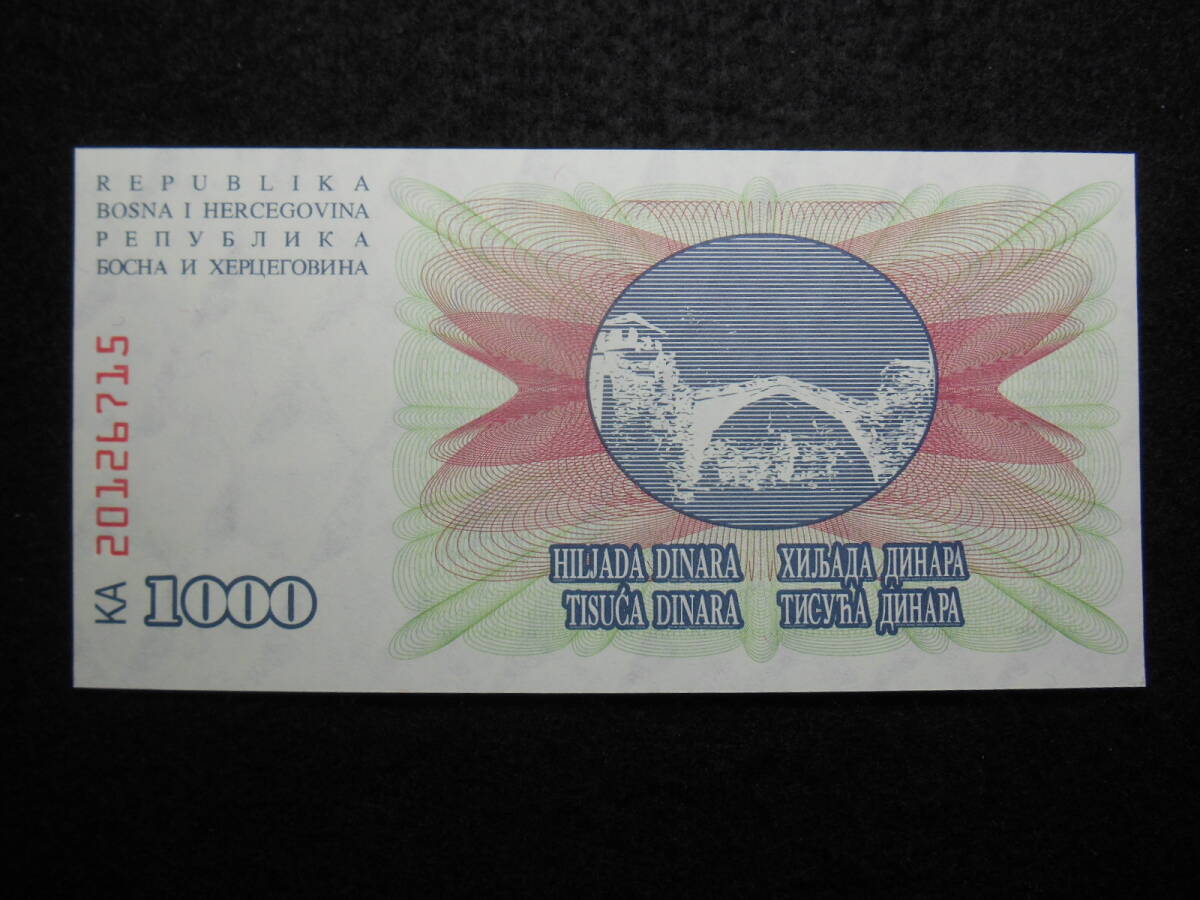 REPUBLIKA
BOSNA I HERCEGOVINA
РЕПУБЛИКА
БОСНА И ХЕРЦЕГОВИНА
20126715
KA 1000
HILJADA DINARA ХИЉАДА ДИНАРА
TISUĆA DINARA ТИСУЋА ДИНАРА